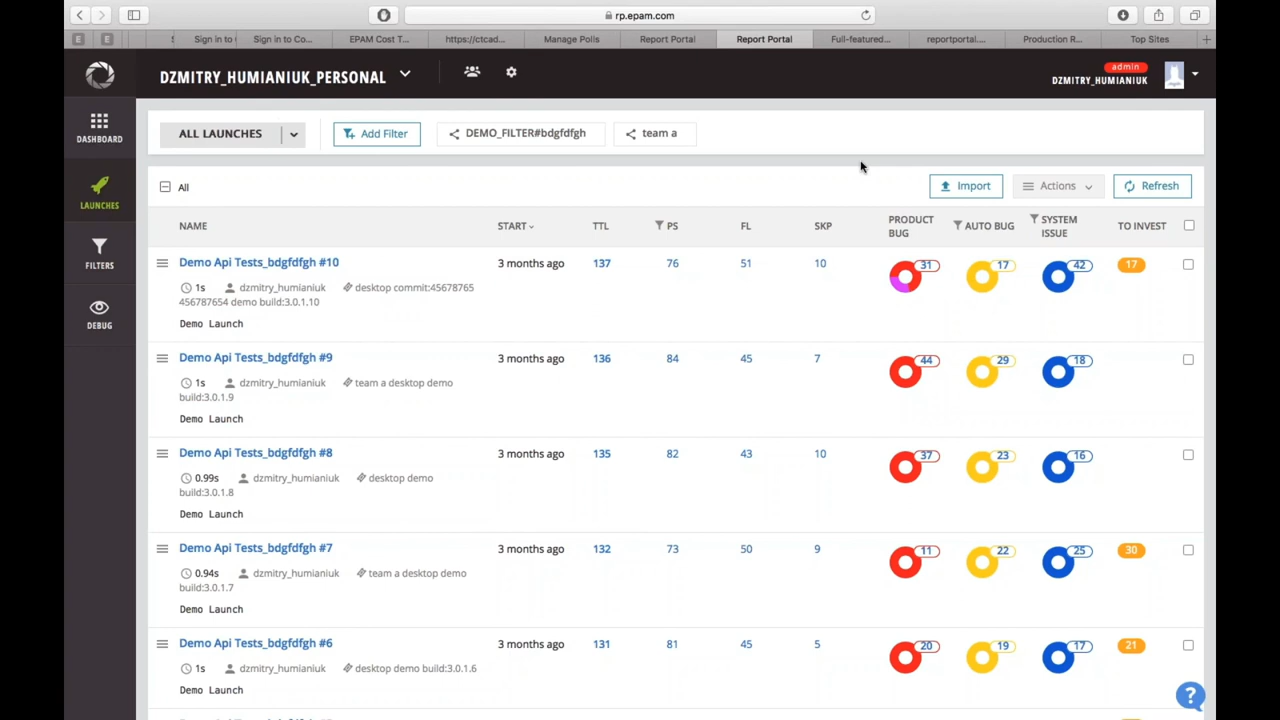 rp.epam.com
E
E
Sign in to
Sign in to Co...
EPAM Cost T...
https://ctcad...
Manage Polls
Report Portal
Report Portal
Full-featured...
reportportal....
Production R...
Top Sites
DZMITRY_HUMIANIUK_PERSONAL
admin
DZMITRY_HUMIANIUK
DASHBOARD
LAUNCHES
FILTERS
DEBUG
ALL LAUNCHES
Add Filter
DEMO_FILTER#bdgfdfgh
team a
All
Import
Actions
Refresh
NAME
START
TTL
PS
FL
SKP
PRODUCT
BUG
AUTO BUG
SYSTEM
ISSUE
TO INVEST
Demo Api Tests_bdgfdfgh #10
3 months ago
137
76
51
10
31
17
42
17
1s
dzmitry_humianiuk
desktop commit:45678765
456787654 demo build:3.0.1.10
Demo Launch
Demo Api Tests_bdgfdfgh #9
3 months ago
136
84
45
7
44
29
18
1s
dzmitry_humianiuk
team a desktop demo
build:3.0.1.9
Demo Launch
Demo Api Tests_bdgfdfgh #8
3 months ago
135
82
43
10
37
23
16
0.99s
dzmitry_humianiuk
desktop demo
build:3.0.1.8
Demo Launch
Demo Api Tests_bdgfdfgh #7
3 months ago
132
73
50
9
11
22
25
30
0.94s
dzmitry_humianiuk
team a desktop demo
build:3.0.1.7
Demo Launch
Demo Api Tests_bdgfdfgh #6
3 months ago
131
81
45
5
20
19
17
21
1s
dzmitry_humianiuk
desktop demo build:3.0.1.6
Demo Launch